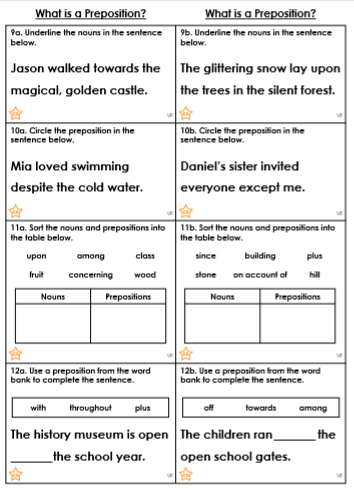 What is a Preposition?
9a. Underline the nouns in the sentence
below.
Jason walked towards the
magical, golden castle.
10a. Circle the preposition in the
sentence below.
Mia loved swimming
despite the cold water.
11a. Sort the nouns and prepositions into
the table below.
upon among class
fruit concerning wood
Nouns Prepositions
12a. Use a preposition from the word
bank to complete the sentence.
with throughout plus
The history museum is open
______the school year.
What is a Preposition?
9b. Underline the nouns in the sentence
below.
The glittering snow lay upon
the trees in the silent forest.
10b. Circle the preposition in the
sentence below.
Daniel's sister invited
everyone except me.
11b. Sort the nouns and prepositions into
the table below.
since building plus
stone on account of hill
Nouns Prepositions
12b. Use a preposition from the word
bank to complete the sentence.
off towards among
The children ran______the
open school gates.